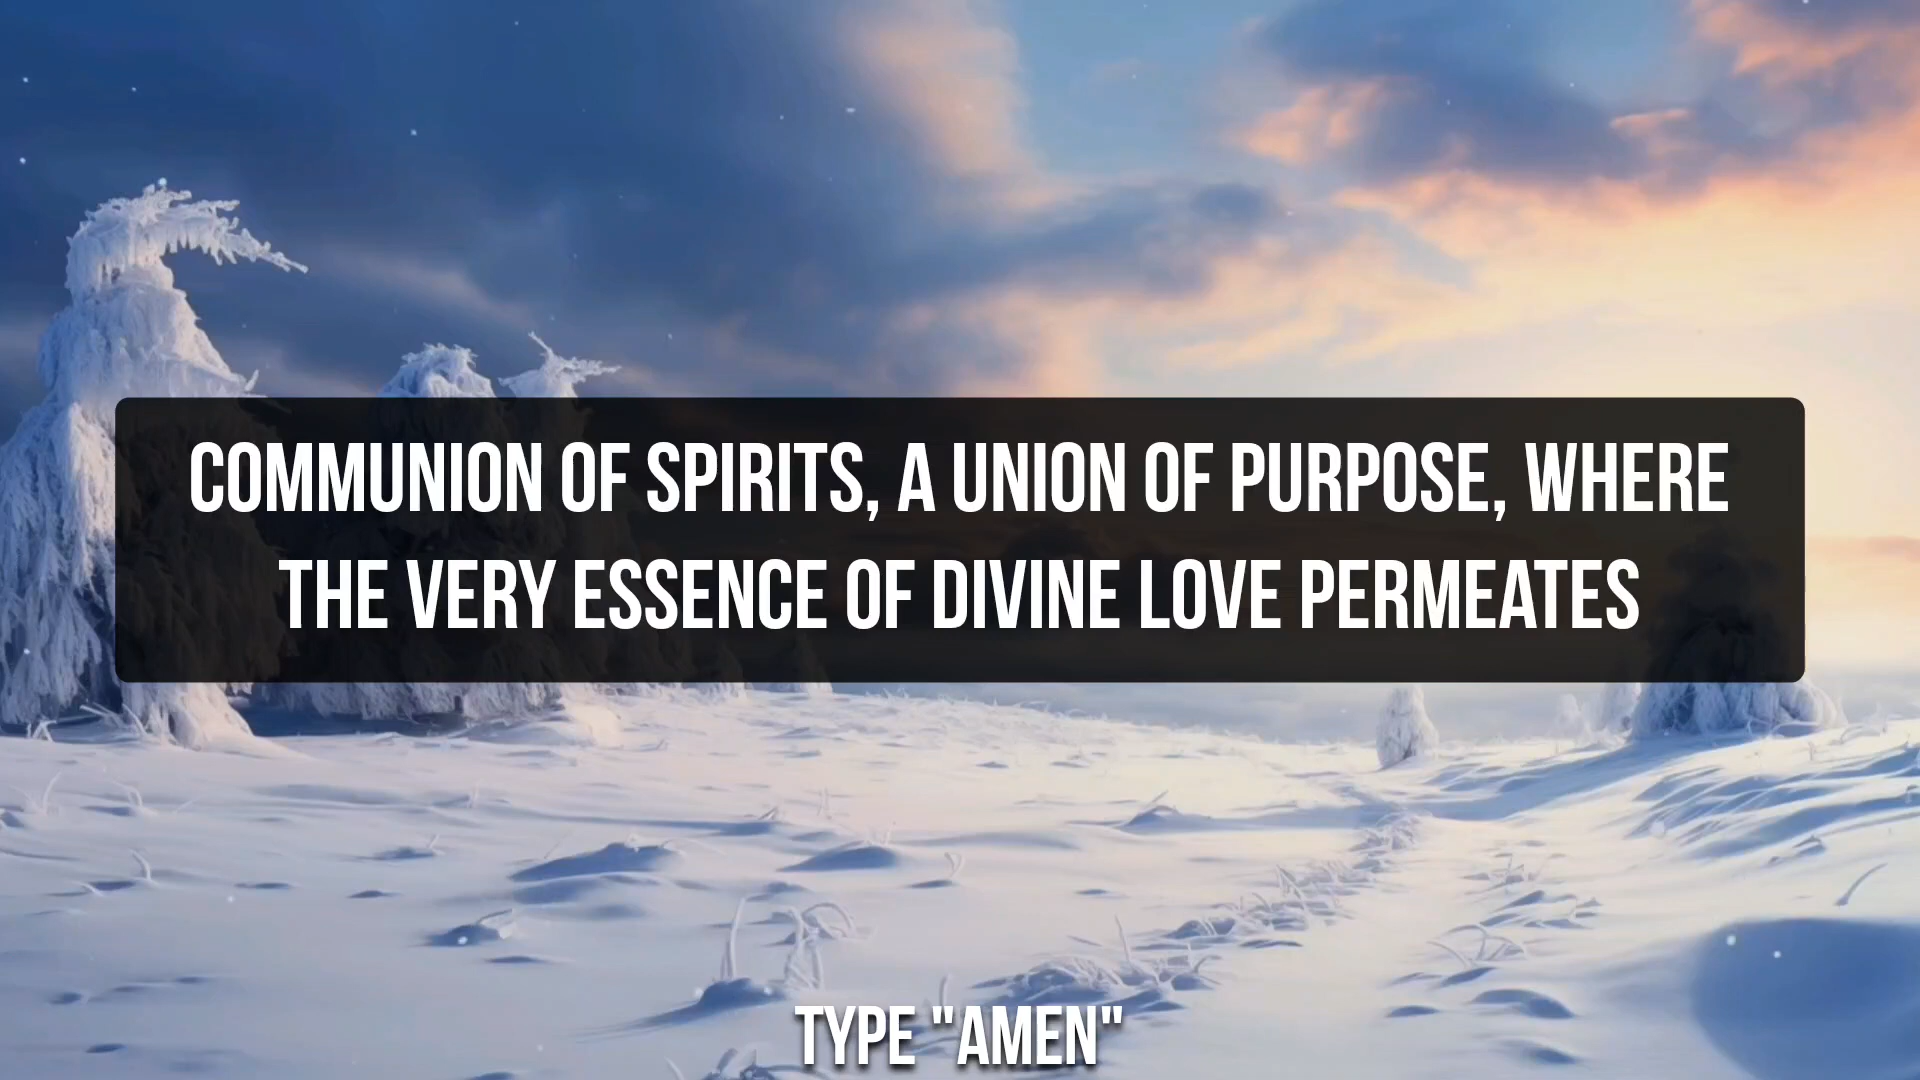 COMMUNION OF SPIRITS, A UNION OF PURPOSE, WHERE
THE VERY ESSENCE OF DIVINE LOVE PERMEATES
TYPE "AMEN"